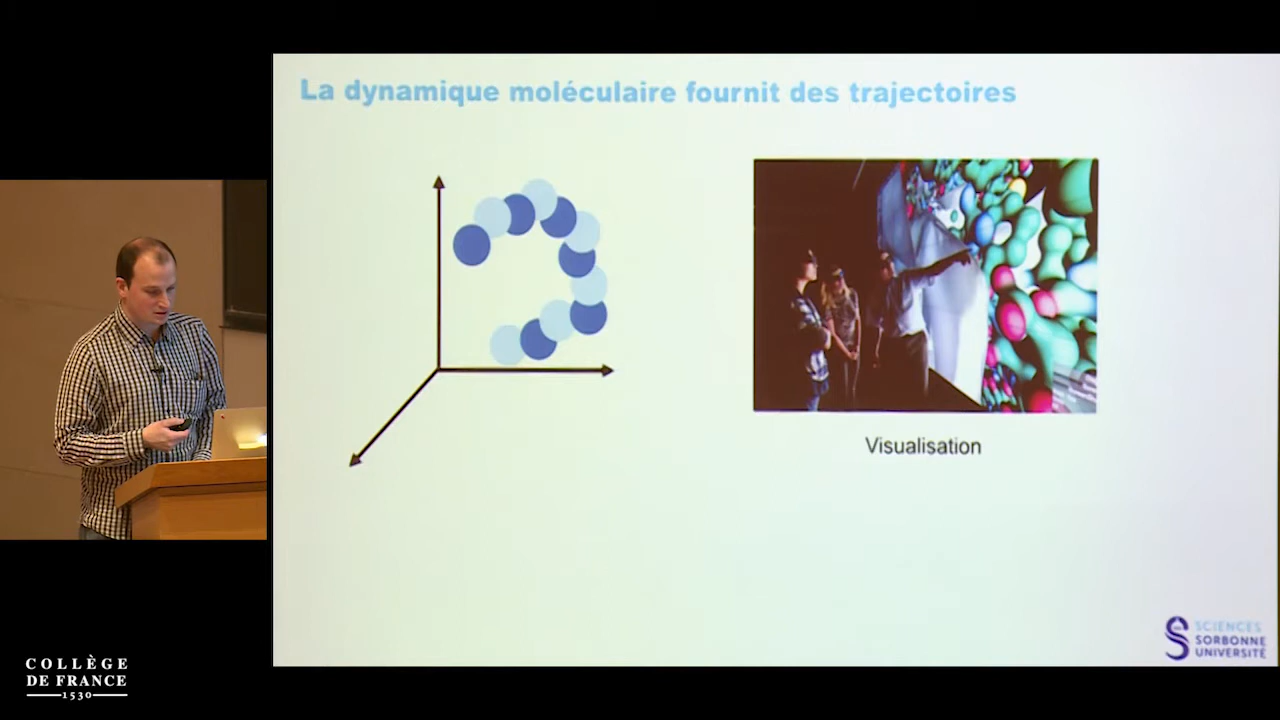 La dynamique moléculaire fournit des trajectoires
Visualisation
SCIENCES
SORBONNE
UNIVERSITÉ
COLLÈGE
DE FRANCE
1530